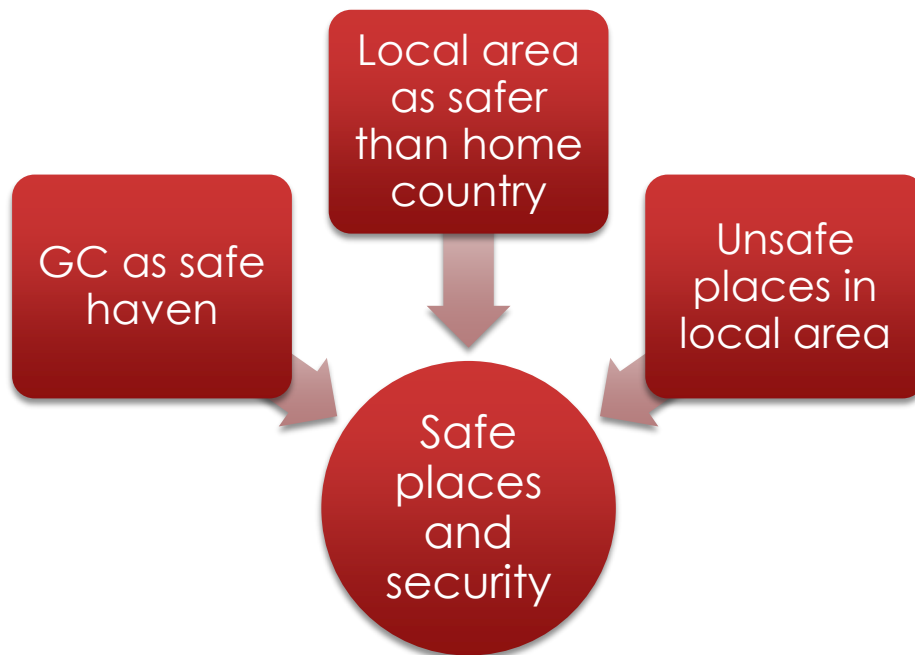 Local area
as safer
than home
country
GC as safe
haven
Unsafe
places in
local area
Safe
places
and
security